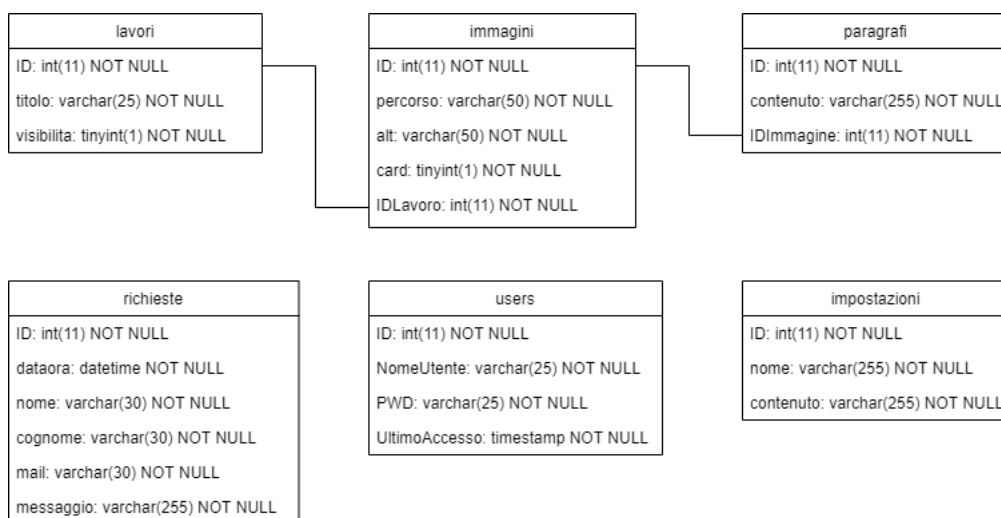 lavori
ID: int(11) NOT NULL
titolo: varchar(25) NOT NULL
visibilita: tinyint(1) NOT NULL
immagini
ID: int(11) NOT NULL
percorso: varchar(50) NOT NULL
alt: varchar(50) NOT NULL
card: tinyint(1) NOT NULL
IDLavoro: int(11) NOT NULL
paragrafi
ID: int(11) NOT NULL
contenuto: varchar(255) NOT NULL
IDImmagine: int(11) NOT NULL
richieste
ID: int(11) NOT NULL
dataora: datetime NOT NULL
nome: varchar(30) NOT NULL
cognome: varchar(30) NOT NULL
mail: varchar(30) NOT NULL
messaggio: varchar(255) NOT NULL
users
ID: int(11) NOT NULL
NomeUtente: varchar(25) NOT NULL
PWD: varchar(25) NOT NULL
UltimoAccesso: timestamp NOT NULL
impostazioni
ID: int(11) NOT NULL
nome: varchar(255) NOT NULL
contenuto: varchar(255) NOT NULL